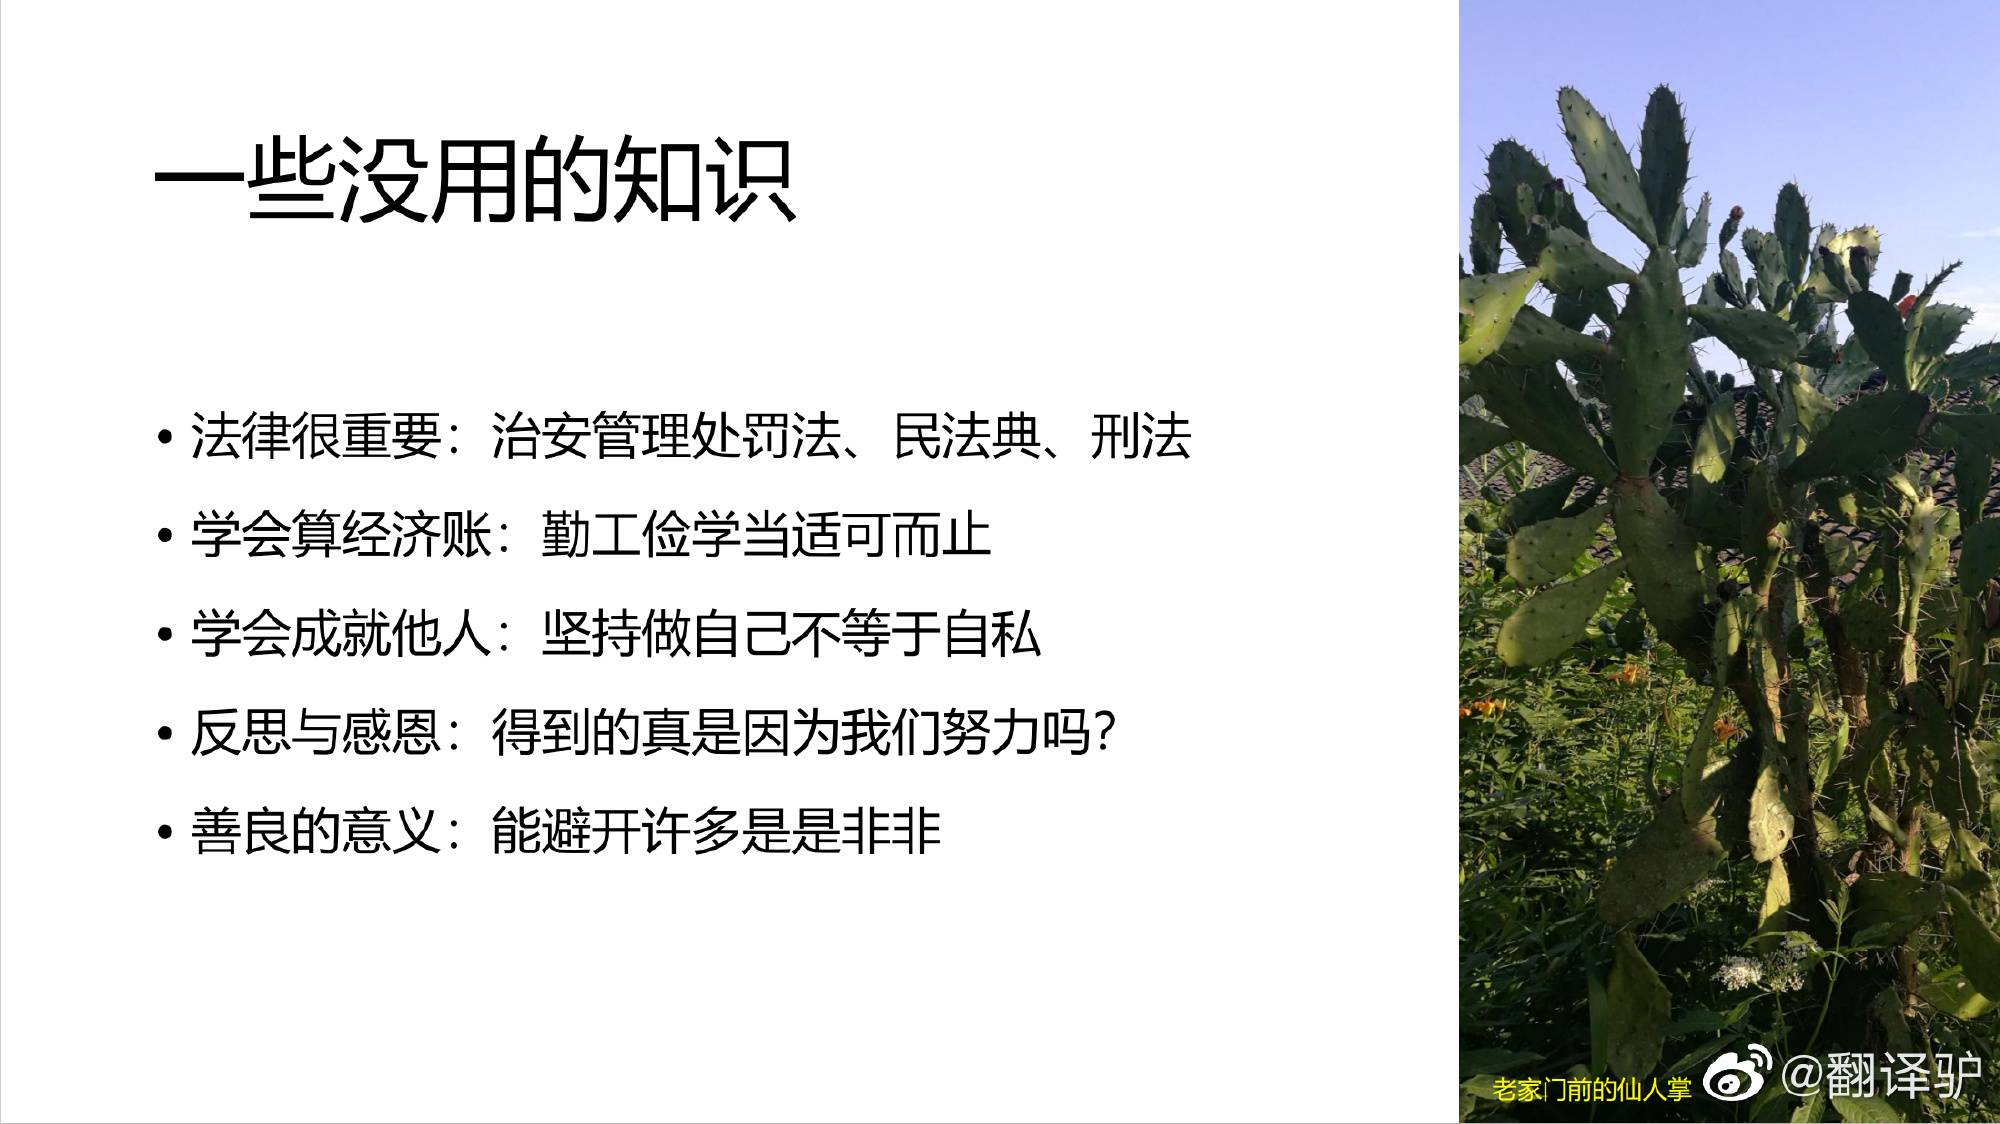 一些没用的知识
• 法律很重要：治安管理处罚法、民法典、刑法
• 学会算经济账：勤工俭学当适可而止
• 学会成就他人：坚持做自己不等于自私
• 反思与感恩：得到的真是因为我们努力吗?
• 善良的意义：能避开许多是是非非
老家门前的仙人掌
@翻译驴